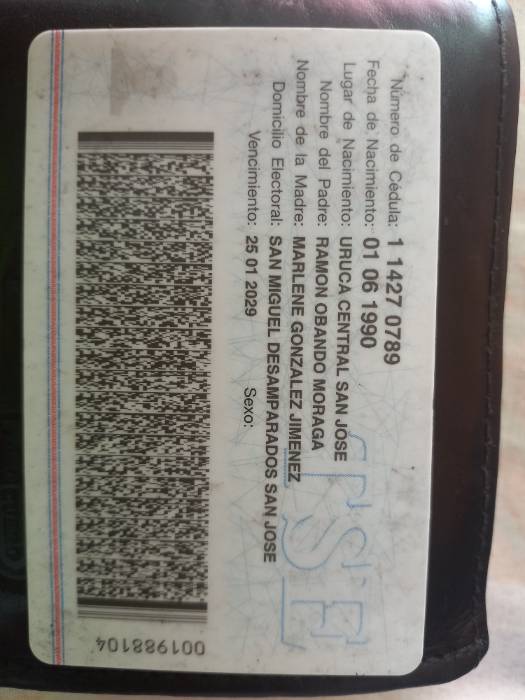 Número de Cédula: 1 1427 0789
Fecha de Nacimiento: 01 06 1990
Lugar de Nacimiento: URUCA CENTRAL SAN JOSE
Nombre del Padre: RAMON OBANDO MORAGA
Nombre de la Madre: MARLENE GONZALEZ JIMENEZ
Domicilio Electoral: SAN MIGUEL DESAMPARADOS SAN JOSE
Vencimiento: 25 01 2029 Sexo:
TSE
001988104